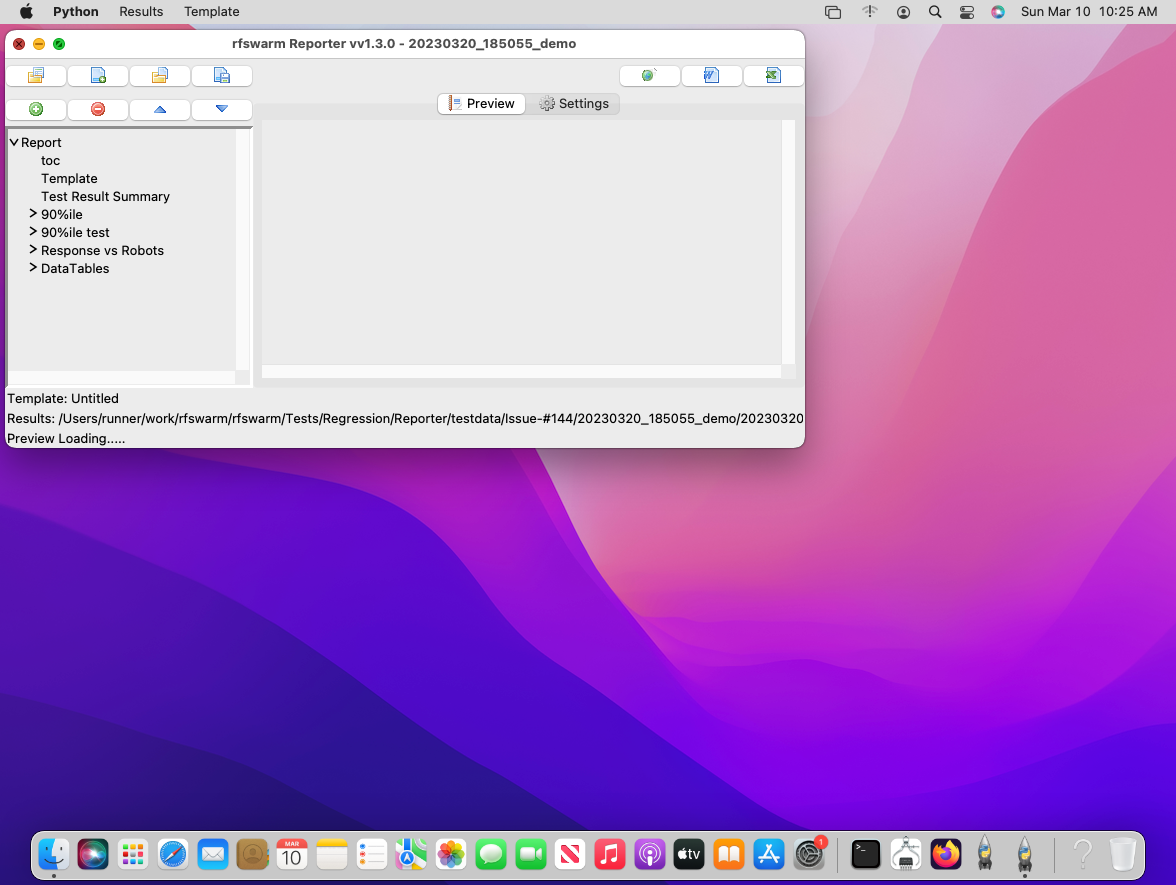 Python Results Template Sun Mar 10 10:25 AM
rfswarm Reporter vv1.3.0 - 20230320_185055_demo
Preview Settings
Report
toc
Template
Test Result Summary
90%ile
90%ile test
Response vs Robots
DataTables
Template: Untitled
Results: /Users/runner/work/rfswarm/rfswarm/Tests/Regression/Reporter/testdata/Issue-#144/20230320_185055_demo/20230320
Preview Loading.....
MAR
10
tv
1
>_
?